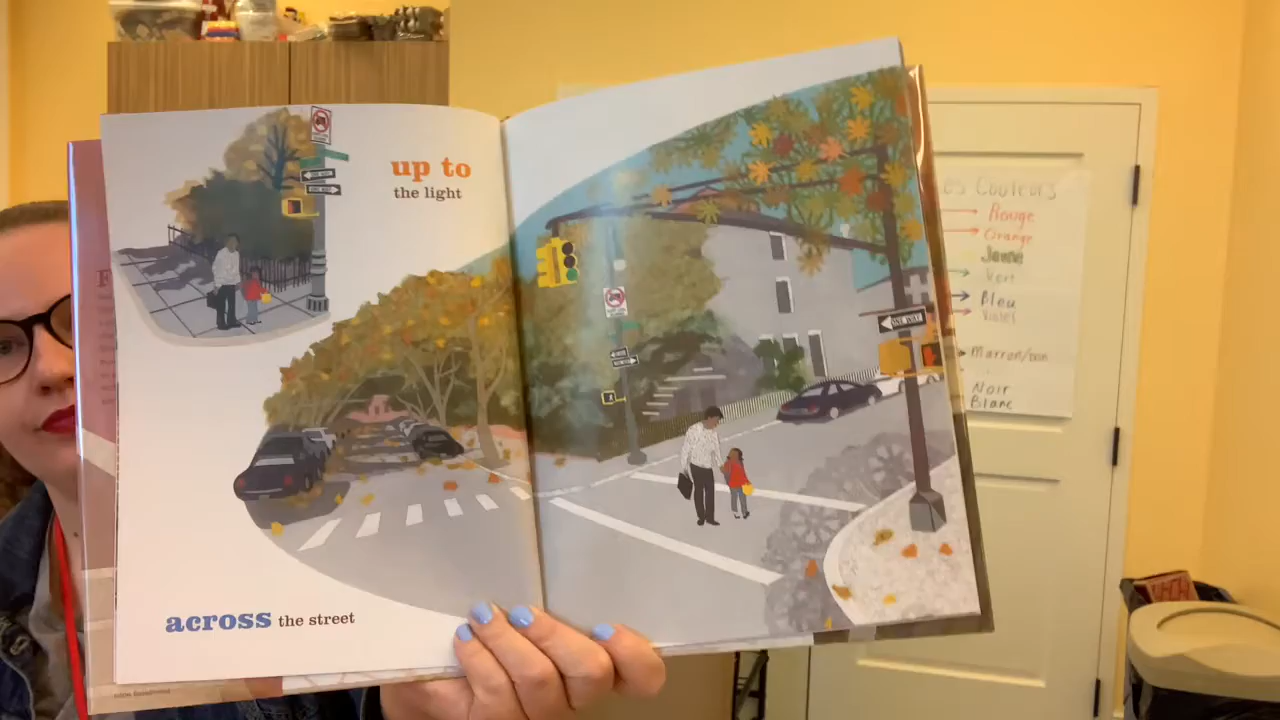 up to
the light
across the street
ONE WAY
Les Couleurs
Rouge
Orange
Jaune
Vert
Bleu
Violet
Marron/brun
Noir
Blanc